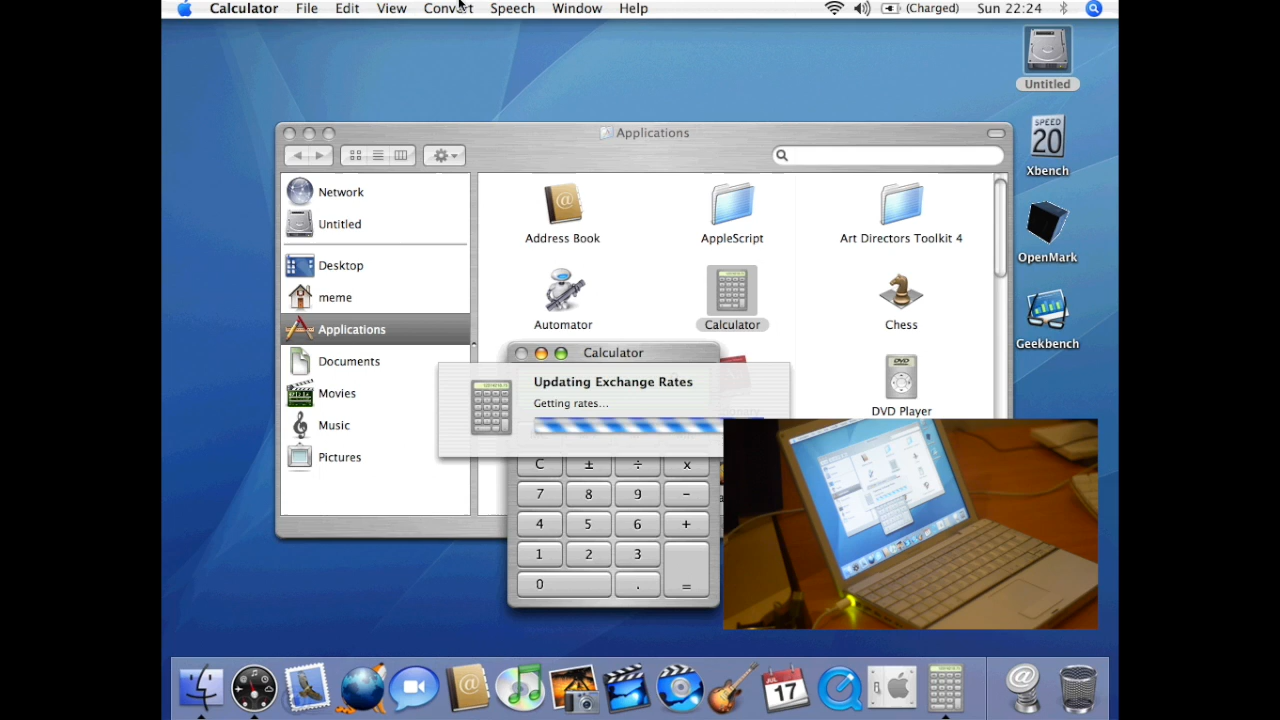 Calculator File Edit View Convert Speech Window Help (Charged) Sun 22:24
Untitled
Applications
SPEED
20
Xbench
Network
Untitled
Desktop
meme
Applications
Documents
Movies
Music
Pictures
Address Book
AppleScript
Art Directors Toolkit 4
Automator
Calculator
Chess
DVD Player
DVD
OpenMark
Geekbench
Calculator
Updating Exchange Rates
Getting rates...
C ± ÷ x
7 8 9 −
4 5 6 +
1 2 3
0 . =
JUL
17